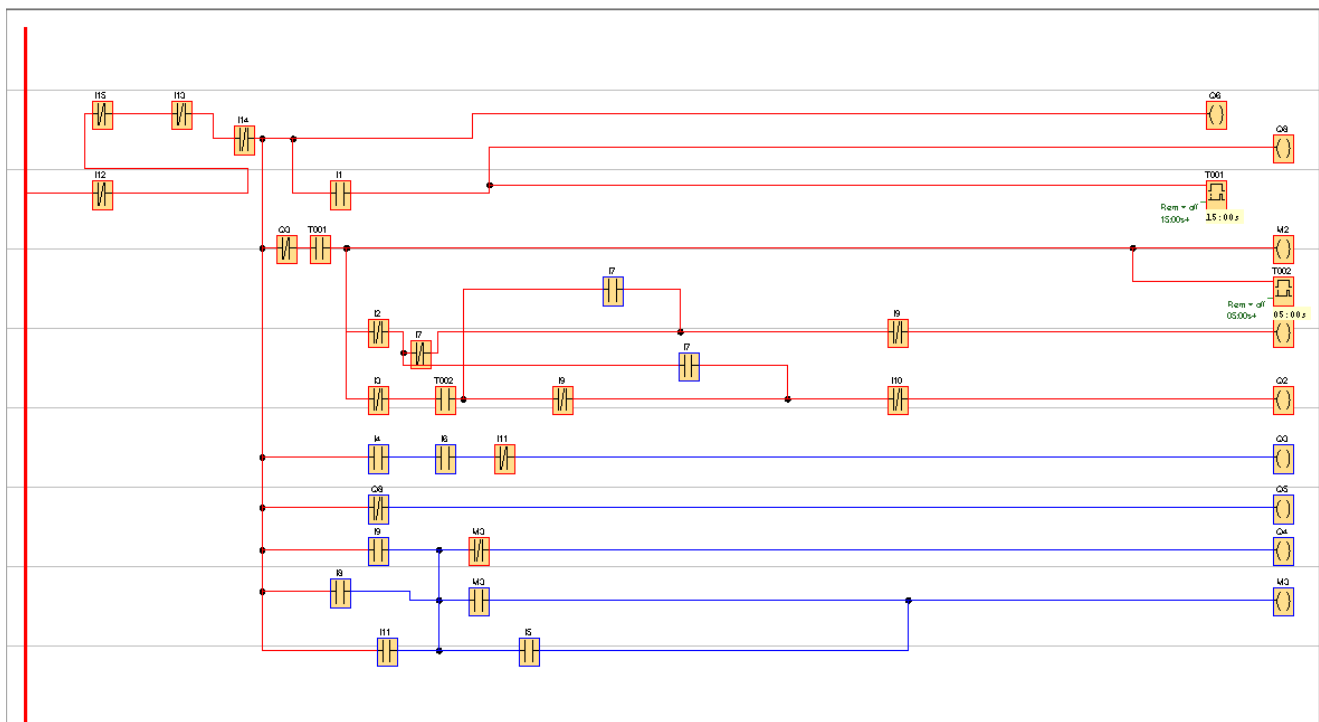 I15
I13
Q6
I14
Q8
I12
I1
T001
Rem = off
15:00s+
15:00s
Q3
T001
M2
I7
T002
Rem = off
05:00s+
05:00s
I2
I7
I9
I7
I3
T002
I9
I10
Q2
I4
I6
I11
Q3
Q8
Q5
I9
M3
Q4
I8
M3
M3
I11
I5